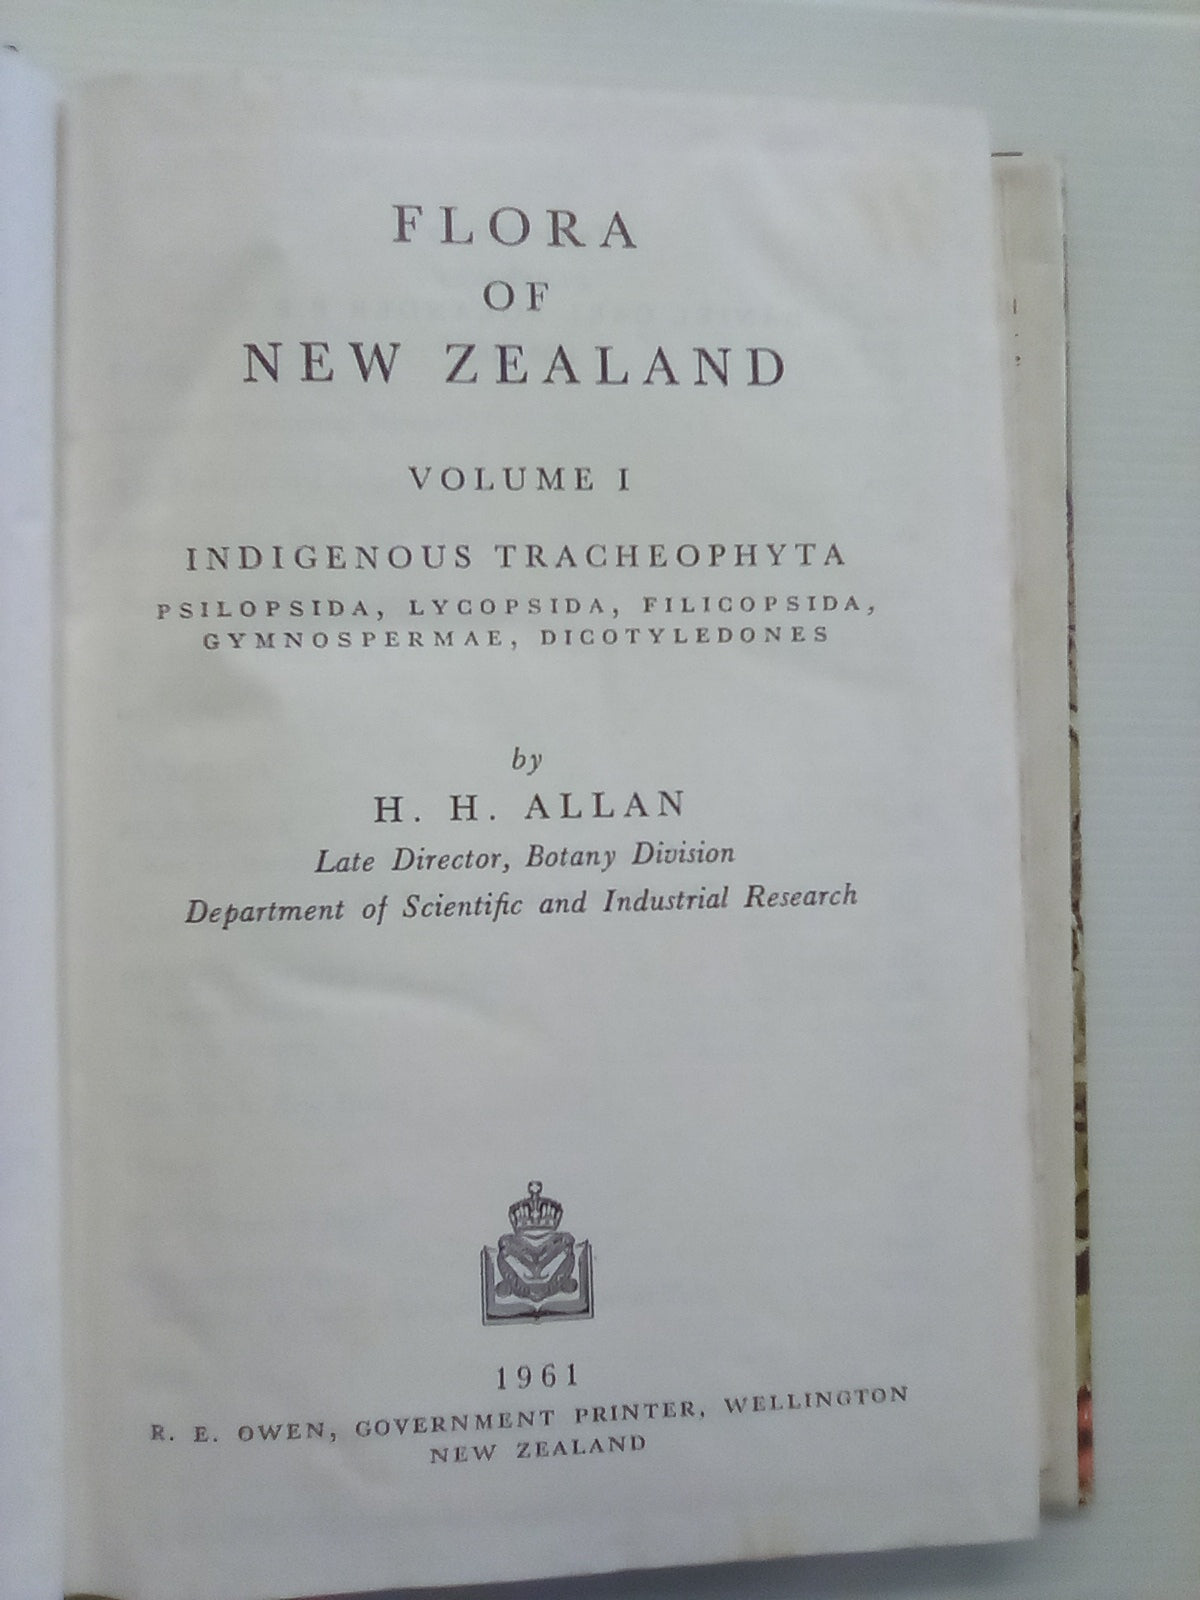 FLORA
OF
NEW ZEALAND
VOLUME I
INDIGENOUS TRACHEOPHYTA
PSILOPSIDA, LYCOPSIDA, FILICOPSIDA,
GYMNOSPERMAE, DICOTYLEDONES
by
H. H. ALLAN
Late Director, Botany Division
Department of Scientific and Industrial Research
1961
R. E. OWEN, GOVERNMENT PRINTER, WELLINGTON
NEW ZEALAND